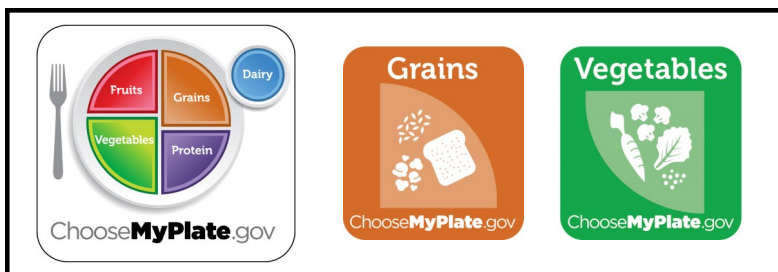 Dairy
Fruits
Grains
Vegetables
Protein
ChooseMyPlate.gov
Grains
ChooseMyPlate.gov
Vegetables
ChooseMyPlate.gov